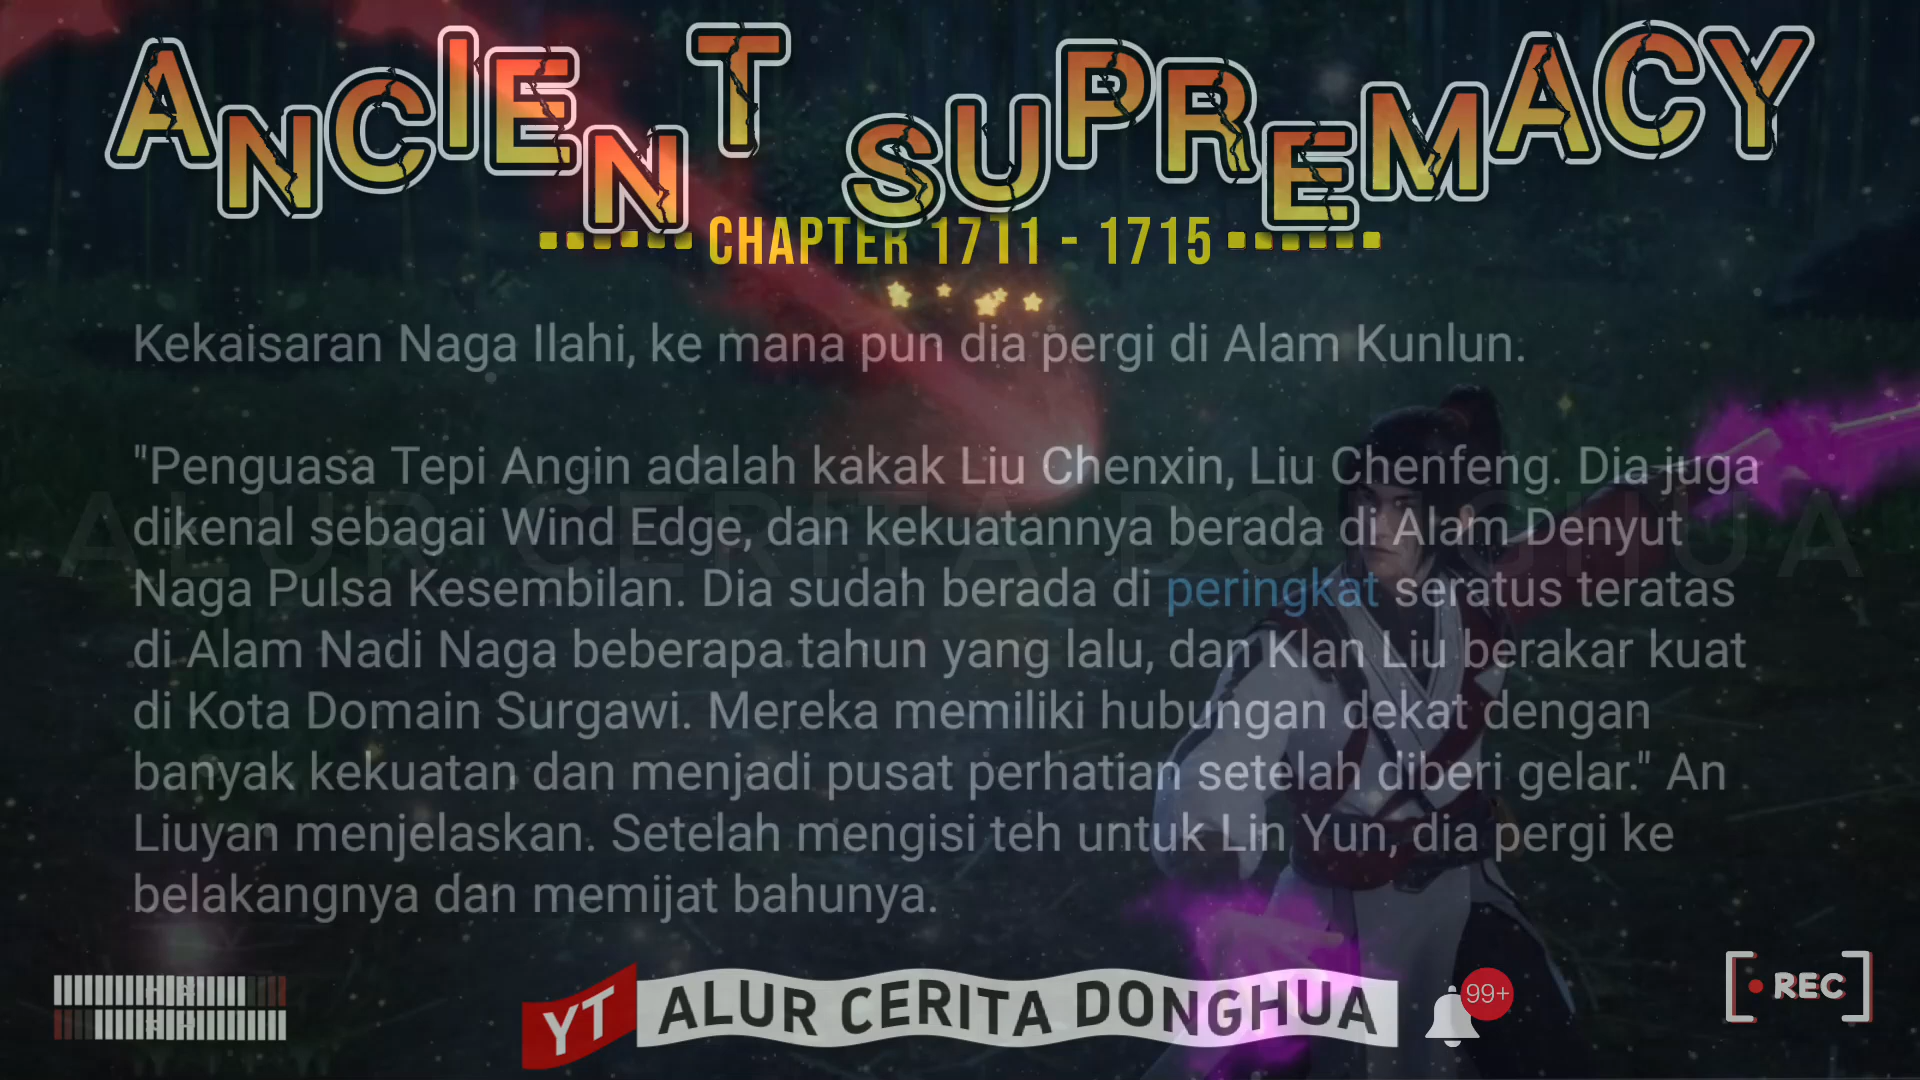 ANCIENT SUPREMACY
CHAPTER 1711 - 1715
Kekaisaran Naga Ilahi, ke mana pun dia pergi di Alam Kunlun.
"Penguasa Tepi Angin adalah kakak Liu Chenxin, Liu Chenfeng. Dia juga
dikenal sebagai Wind Edge, dan kekuatannya berada di Alam Denyut
Naga Pulsa Kesembilan. Dia sudah berada di peringkat seratus teratas
di Alam Nadi Naga beberapa tahun yang lalu, dan Klan Liu berakar kuat
di Kota Domain Surgawi. Mereka memiliki hubungan dekat dengan
banyak kekuatan dan menjadi pusat perhatian setelah diberi gelar." An
Liuyan menjelaskan. Setelah mengisi teh untuk Lin Yun, dia pergi ke
belakangnya dan memijat bahunya.
ALUR CERITA DONGHUA
YT ALUR CERITA DONGHUA
99+
REC